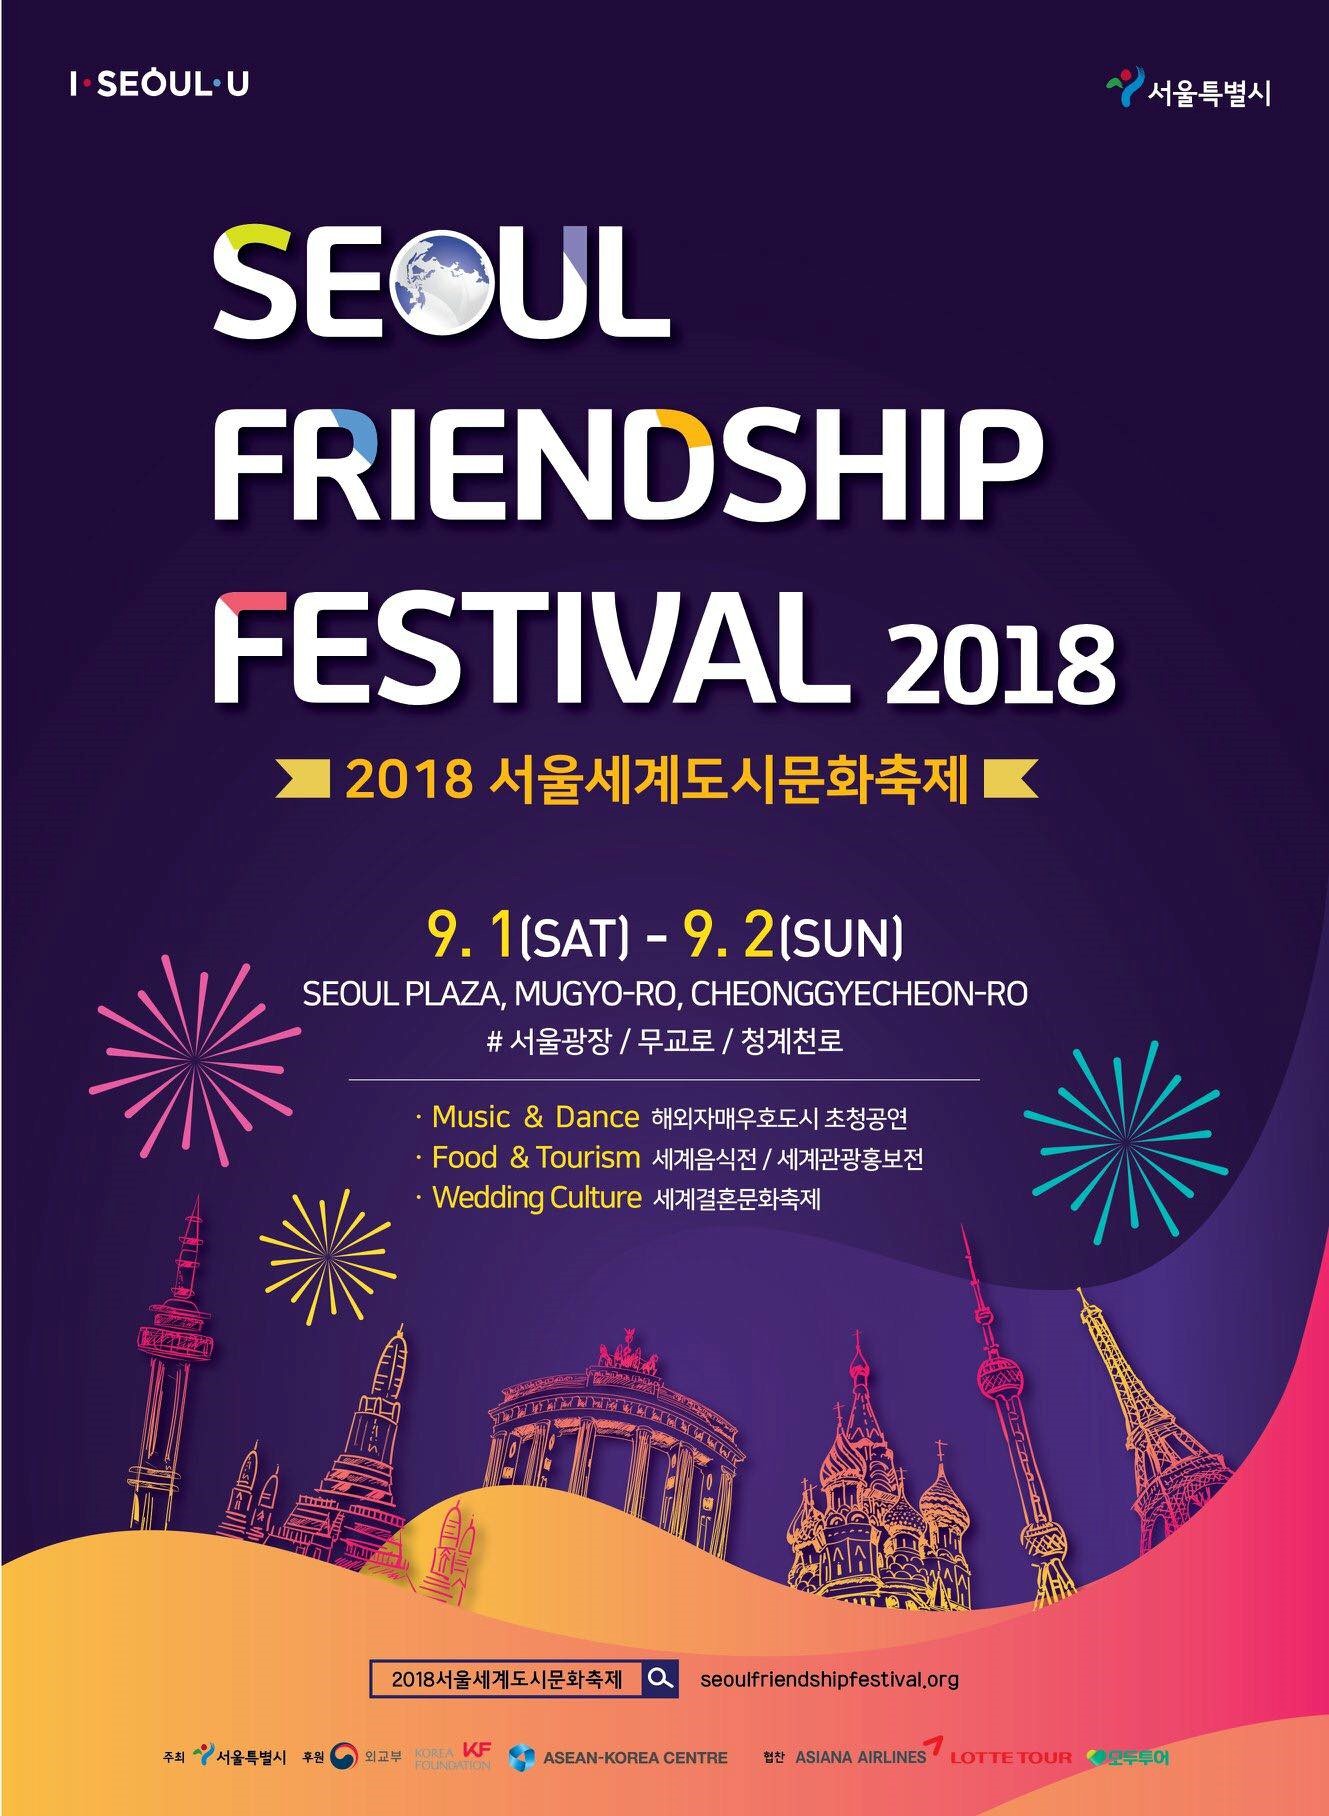 I·SEOUL·U
서울특별시
SEOUL
FRIENDSHIP
FESTIVAL 2018
2018 서울세계도시문화축제
9. 1(SAT) - 9. 2(SUN)
SEOUL PLAZA, MUGYO-RO, CHEONGGYECHEON-RO
# 서울광장 / 무교로 / 청계천로
· Music & Dance 해외자매우호도시 초청공연
· Food & Tourism 세계음식전 / 세계관광홍보전
· Wedding Culture 세계결혼문화축제
2018서울세계도시문화축제 seoulfriendshipfestival.org
주최 서울특별시 후원 외교부 KOREA FOUNDATION KF ASEAN-KOREA CENTRE 협찬 ASIANA AIRLINES LOTTE TOUR 모두투어